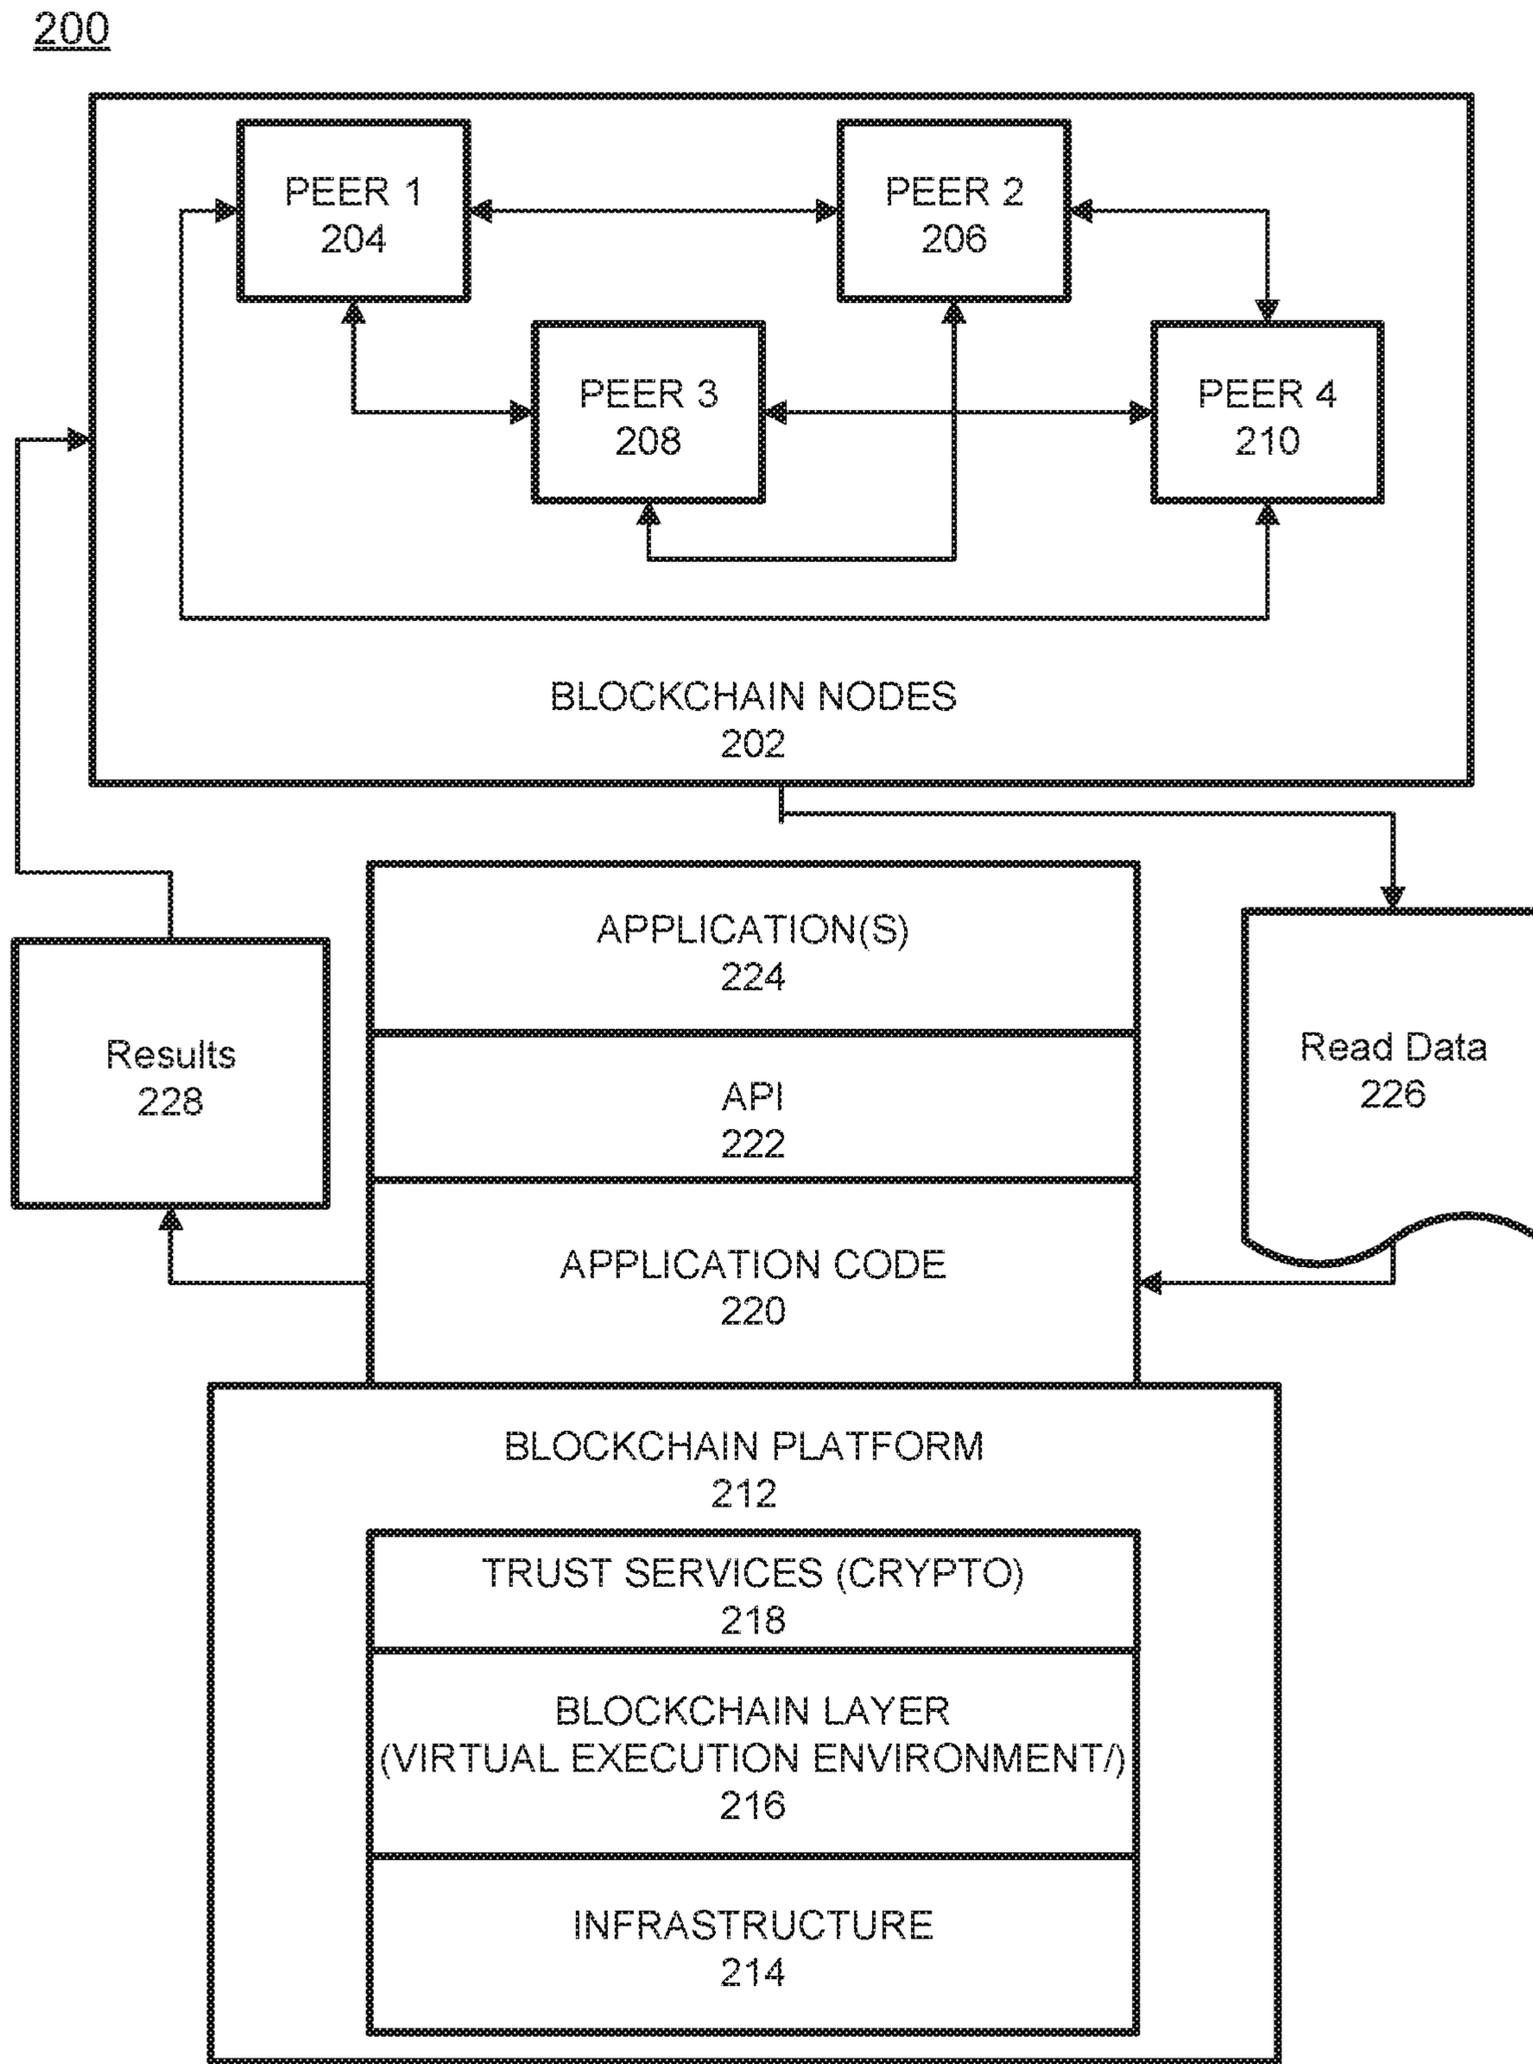 200
PEER 1
204
PEER 2
206
PEER 3
208
PEER 4
210
BLOCKCHAIN NODES
202
APPLICATION(S)
224
API
222
APPLICATION CODE
220
Results
228
Read Data
226
BLOCKCHAIN PLATFORM
212
TRUST SERVICES (CRYPTO)
218
BLOCKCHAIN LAYER
(VIRTUAL EXECUTION ENVIRONMENT/)
216
INFRASTRUCTURE
214